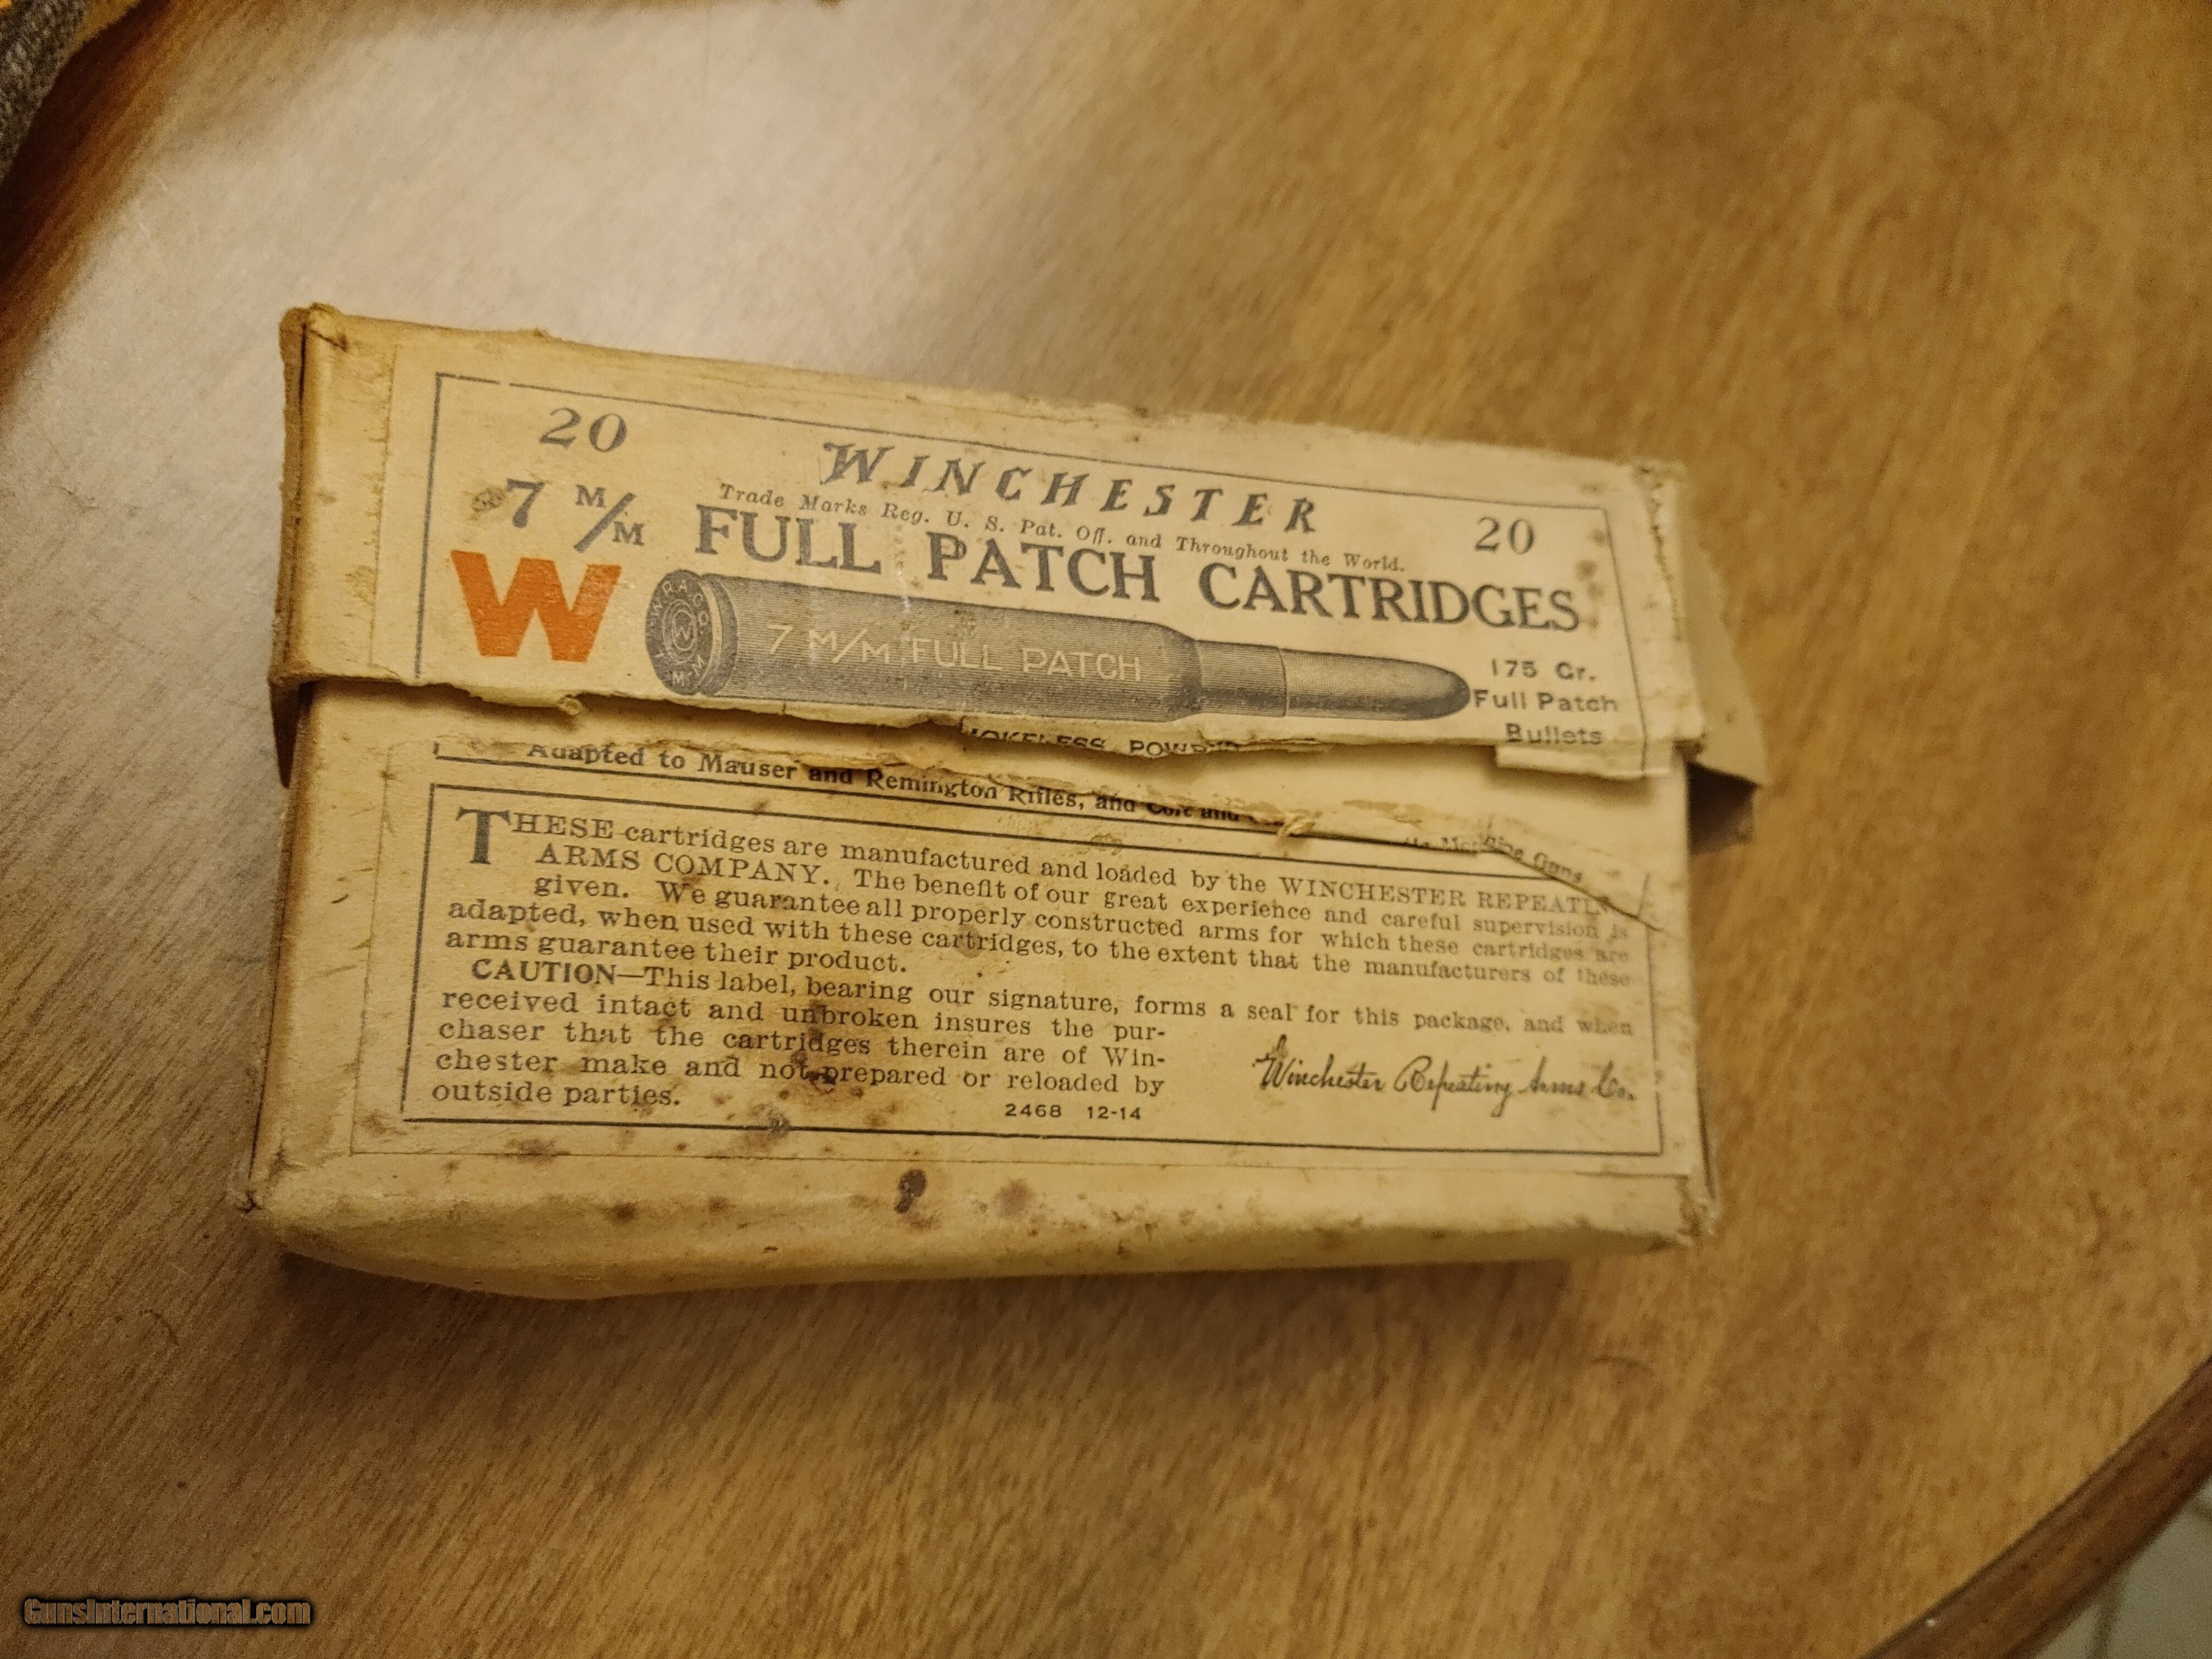 20
WINCHESTER
20
Trade Marks Reg. U. S. Pat. Off. and Throughout the World.
7 M/M FULL PATCH CARTRIDGES
W
W.R.A.CO.
W
7 M/M FULL PATCH
175 Gr.
Full Patch
Bullets
Adapted to Mauser and Remington Rifles, and Colt and
THESE cartridges are manufactured and loaded by the WINCHESTER REPEATING
ARMS COMPANY. The benefit of our great experience and careful supervision is
given. We guarantee all properly constructed arms for which these cartridges are
adapted, when used with these cartridges, to the extent that the manufacturers of these
arms guarantee their product.
CAUTION—This label, bearing our signature, forms a seal for this package, and when
received intact and unbroken insures the pur-
chaser that the cartridges therein are of Win-
chester make and not prepared or reloaded by
outside parties.
Winchester Repeating Arms Co.
2468 12-14
GunsInternational.com